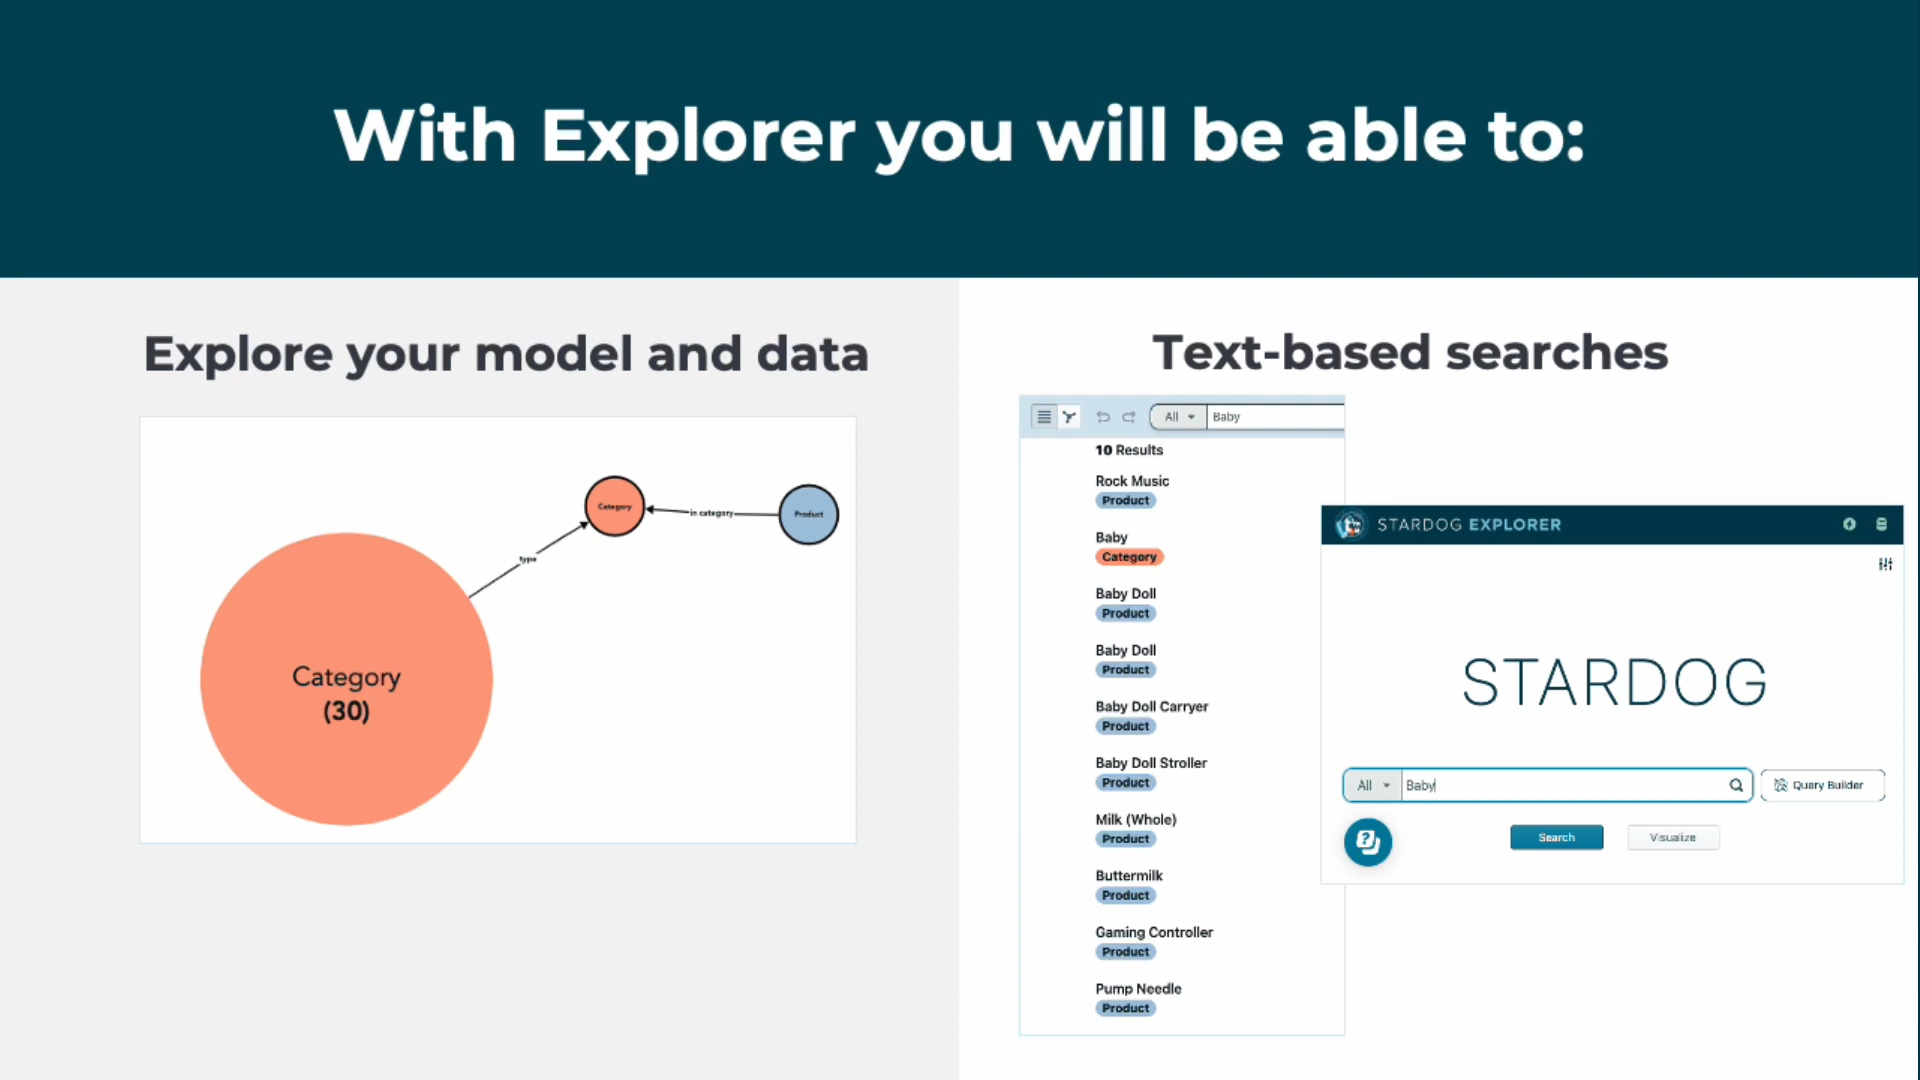 With Explorer you will be able to:
Explore your model and data
Category
in category
Product
type
Category
(30)
Text-based searches
All
Baby
10 Results
Rock Music
Product
Baby
Category
Baby Doll
Product
Baby Doll
Product
Baby Doll Carryer
Product
Baby Doll Stroller
Product
Milk (Whole)
Product
Buttermilk
Product
Gaming Controller
Product
Pump Needle
Product
STARDOG EXPLORER
STARDOG
All
Baby
Query Builder
Search
Visualize